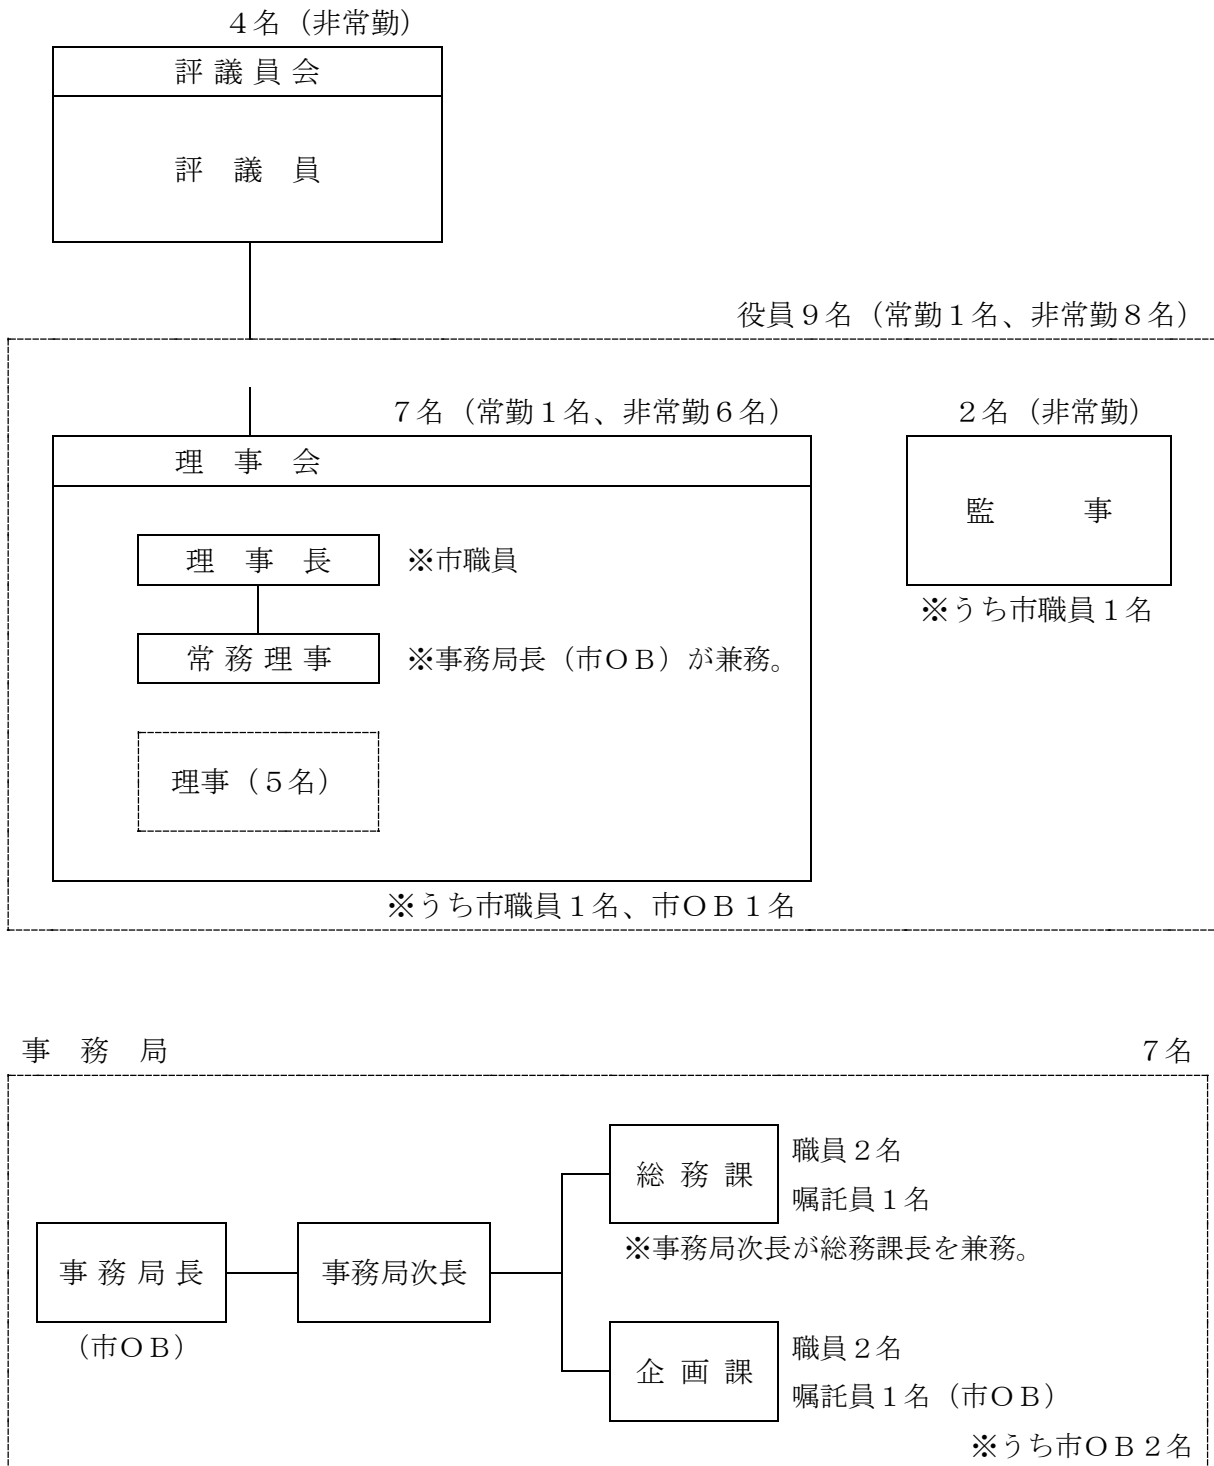 ４名（非常勤）
評議員会
評　議　員
役員９名（常勤１名、非常勤８名）
７名（常勤１名、非常勤６名）
２名（非常勤）
理　事　会
監　　事
理　事　長
※市職員
※うち市職員１名
常務理事
※事務局長（市ＯＢ）が兼務。
理事（５名）
※うち市職員１名、市ＯＢ１名
事　務　局
７名
総務課
職員２名
嘱託員１名
※事務局次長が総務課長を兼務。
事務局長
事務局次長
（市ＯＢ）
企画課
職員２名
嘱託員１名（市ＯＢ）
※うち市ＯＢ２名